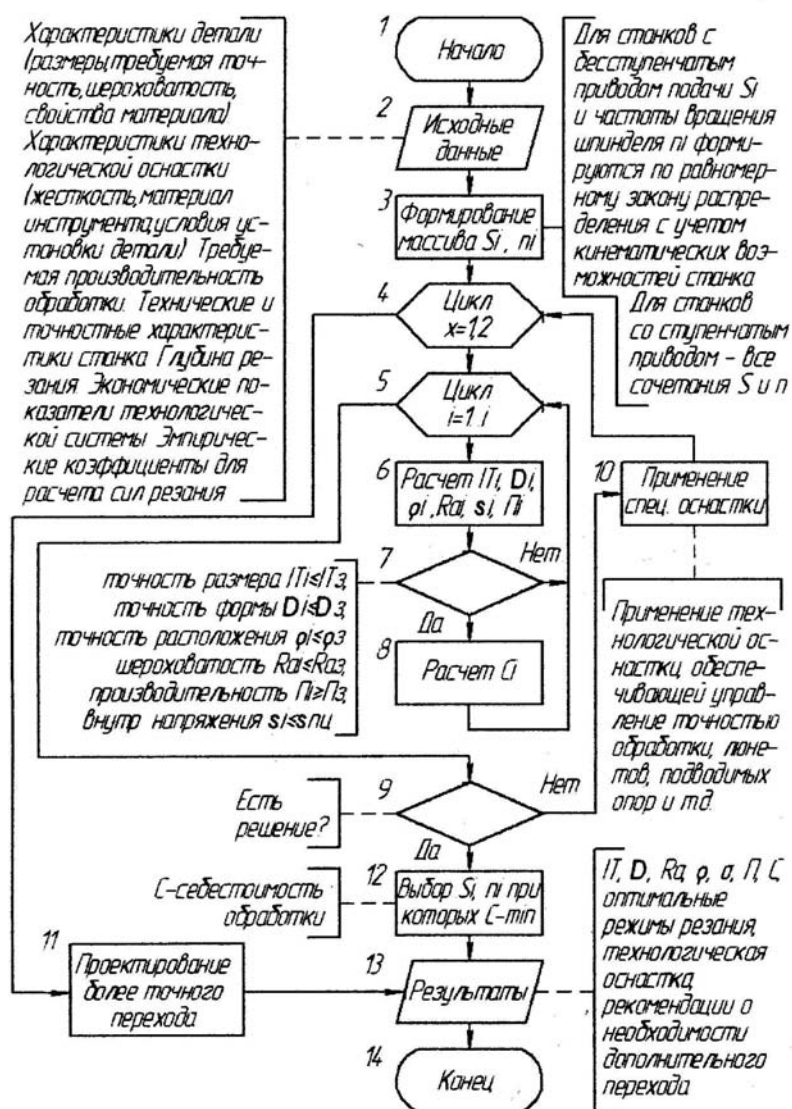 Характеристики детали
(размеры,требуемая точ-
ность,шероховатость,
свойства материала).
Характеристики техно-
логической оснастки
(жесткость,материал
инструмента,условия ус-
тановки детали). Требуе-
мая производительность
обработки. Технические и
точностные характерис-
тики станка. Глубина ре-
зания. Экономические по-
казатели технологичес-
кой системы. Эмпиричес-
кие коэффициенты для
расчета сил резания
1
Начало
2
Исходные
данные
3
Формирование
массива Si , ni
Для станков с
бесступенчатым
приводом подачи Si
и частоты вращения
шпинделя ni форми-
руются по равномер-
ному закону распре-
деления с учетом
кинематических воз-
можностей станка.
Для станков
со ступенчатым
приводом – все
сочетания S и n
4
Цикл
x=1,2
5
Цикл
i=1...i
6
Расчет ITi, Di,
φi ,Rai, si, Пi
7
Нет
Да
точность размера ITi≤ITз,
точность формы Di≤Dз,
точность расположения φi≤φз
шероховатость Rai≤Raз,
производительность Пi≥Пз,
внутр. напряжения si≤sпц
8
Расчет Ci
10
Применение
спец. оснастки
Применение тех-
нологической ос-
настки, обеспе-
чивающей управ-
ление точностью
обработки, люне-
тов, подводимых
опор и т.д.
9
Нет
Да
Есть
решение?
12
Выбор Si, ni при
которых C-min
C-себестоимость
обработки
11
Проектирование
более точного
перехода
13
Результаты
IT, D, Ra, φ, σ, П, C,
оптимальные
режимы резания,
технологическая
оснастка,
рекомендации о
необходимости
дополнительного
перехода
14
Конец